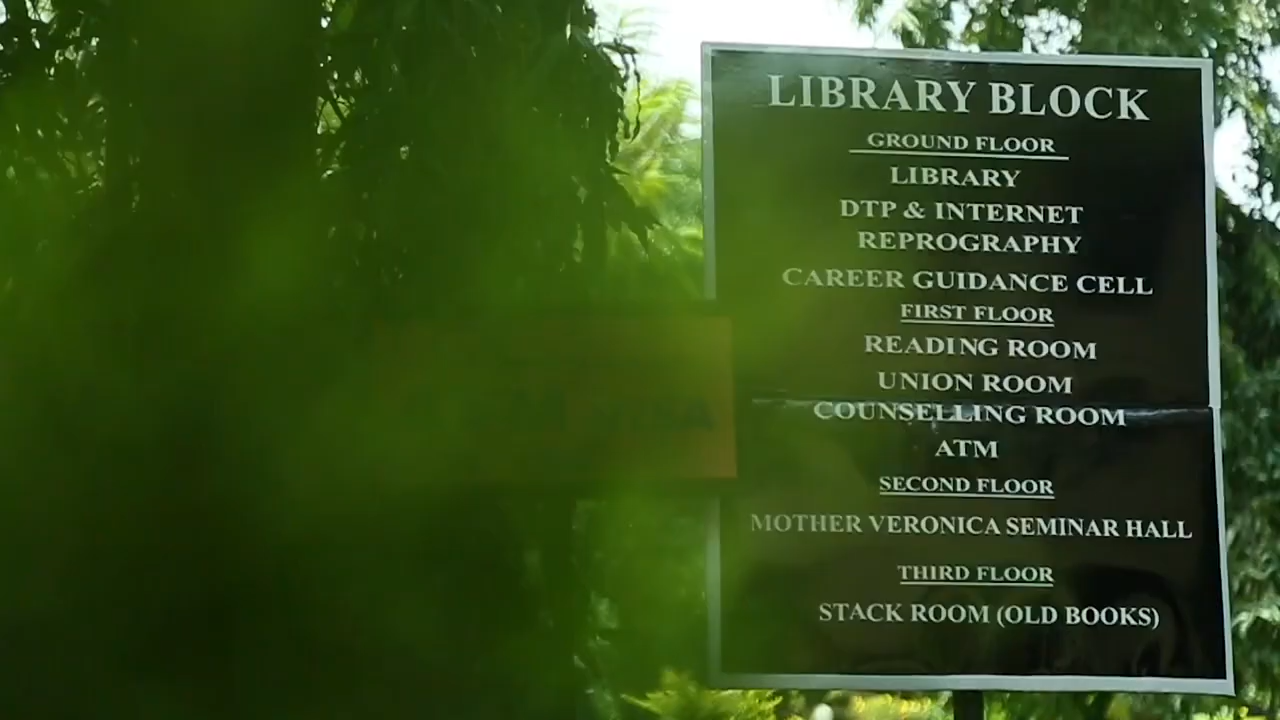 LIBRARY BLOCK
GROUND FLOOR
LIBRARY
DTP & INTERNET
REPROGRAPHY
CAREER GUIDANCE CELL
FIRST FLOOR
READING ROOM
UNION ROOM
COUNSELLING ROOM
ATM
SECOND FLOOR
MOTHER VERONICA SEMINAR HALL
THIRD FLOOR
STACK ROOM (OLD BOOKS)